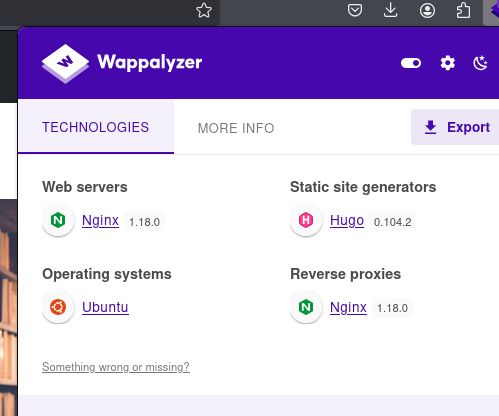 Wappalyzer
TECHNOLOGIES
MORE INFO
Export
Web servers
Nginx 1.18.0
Static site generators
Hugo 0.104.2
Operating systems
Ubuntu
Reverse proxies
Nginx 1.18.0
Something wrong or missing?